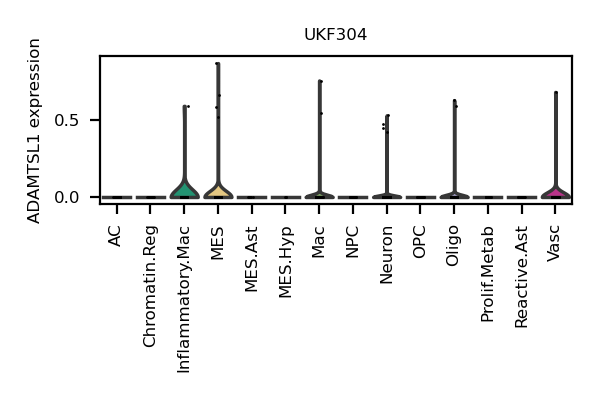 UKF304
ADAMTSL1 expression
0.5
0.0
AC
Chromatin.Reg
Inflammatory.Mac
MES
MES.Ast
MES.Hyp
Mac
NPC
Neuron
OPC
Oligo
Prolif.Metab
Reactive.Ast
Vasc